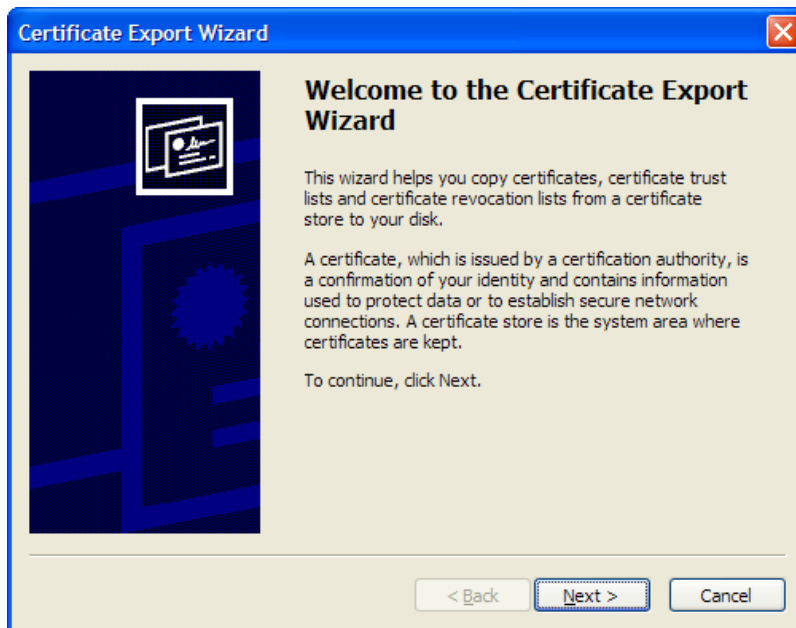 Certificate Export Wizard
Welcome to the Certificate Export
Wizard
This wizard helps you copy certificates, certificate trust
lists and certificate revocation lists from a certificate
store to your disk.
A certificate, which is issued by a certification authority, is
a confirmation of your identity and contains information
used to protect data or to establish secure network
connections. A certificate store is the system area where
certificates are kept.
To continue, click Next.
< Back
Next >
Cancel